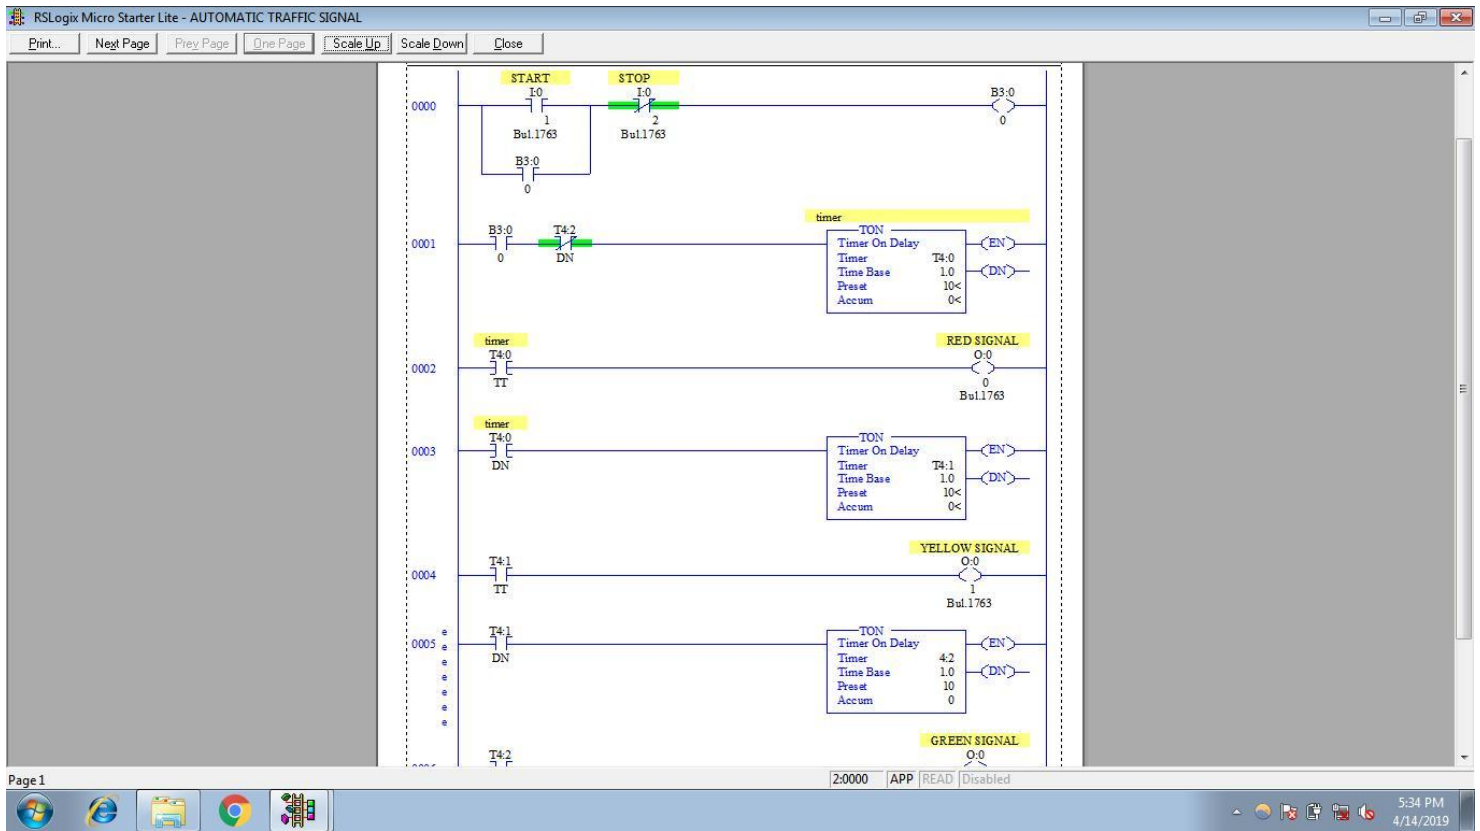 RSLogix Micro Starter Lite - AUTOMATIC TRAFFIC SIGNAL
Print... Next Page Prev Page One Page Scale Up Scale Down Close
START STOP
I:0 I:0 B3:0
0000
1 2 0
Bul.1763 Bul.1763
B3:0
0
timer
B3:0 T4:2 TON
0001 Timer On Delay EN
0 DN Timer T4:0
Time Base 1.0 DN
Preset 10<
Accum 0<
timer RED SIGNAL
T4:0 O:0
0002
TT 0
Bul.1763
timer
T4:0 TON
0003 Timer On Delay EN
DN Timer T4:1
Time Base 1.0 DN
Preset 10<
Accum 0<
YELLOW SIGNAL
T4:1 O:0
0004
TT 1
Bul.1763
e T4:1 TON
0005 e Timer On Delay EN
e DN Timer 4:2
e Time Base 1.0 DN
e Preset 10
e Accum 0
e
GREEN SIGNAL
T4:2 O:0
Page 1 2:0000 APP READ Disabled
5:34 PM
4/14/2019